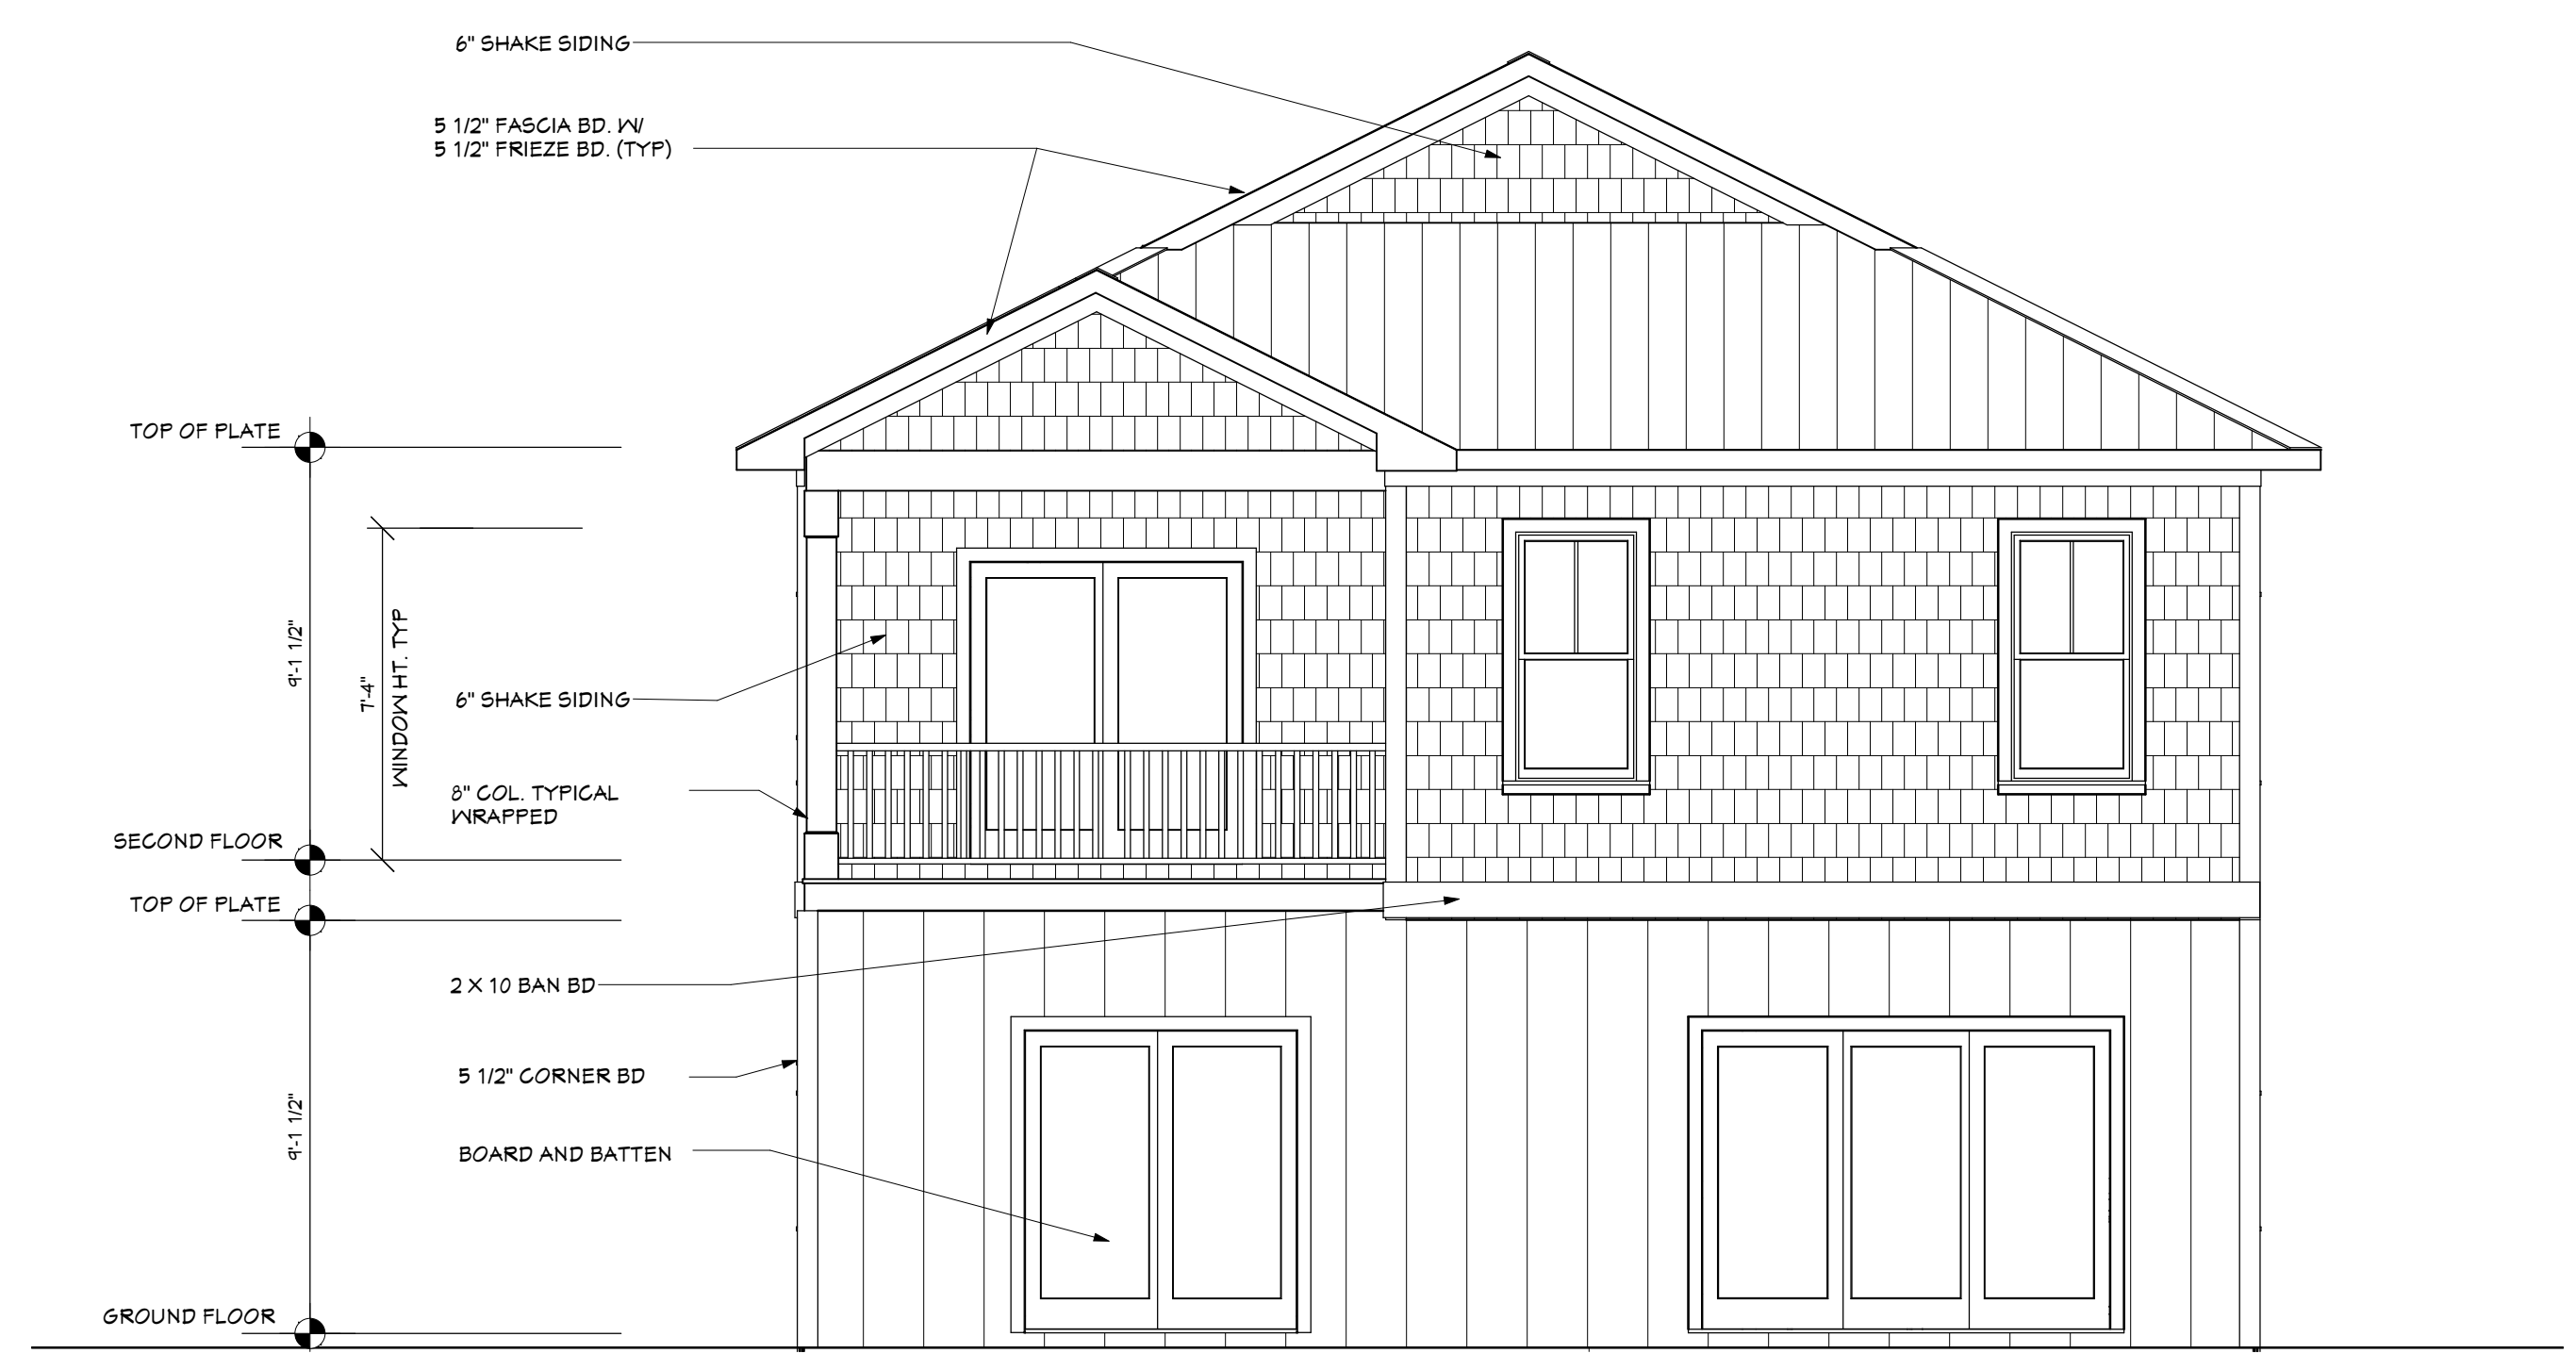 6" SHAKE SIDING
5 1/2" FASCIA BD. W/
5 1/2" FRIEZE BD. (TYP)
TOP OF PLATE
9'-1 1/2"
7'-4"
WINDOW HT. TYP
6" SHAKE SIDING
8" COL. TYPICAL
WRAPPED
SECOND FLOOR
TOP OF PLATE
2 X 10 BAN BD
5 1/2" CORNER BD
9'-1 1/2"
BOARD AND BATTEN
GROUND FLOOR